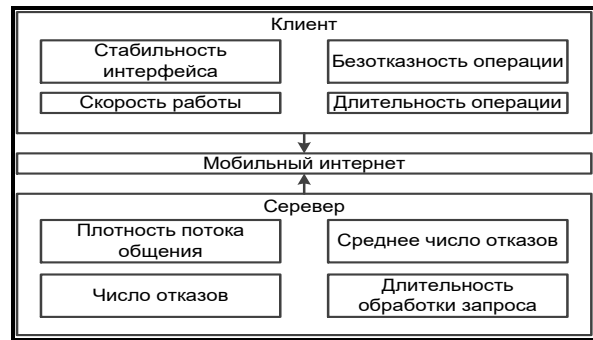 Клиент
Стабильность
интерфейса
Безотказность операции
Скорость работы
Длительность операции
Мобильный интернет
Серевер
Плотность потока
общения
Среднее число отказов
Число отказов
Длительность
обработки запроса